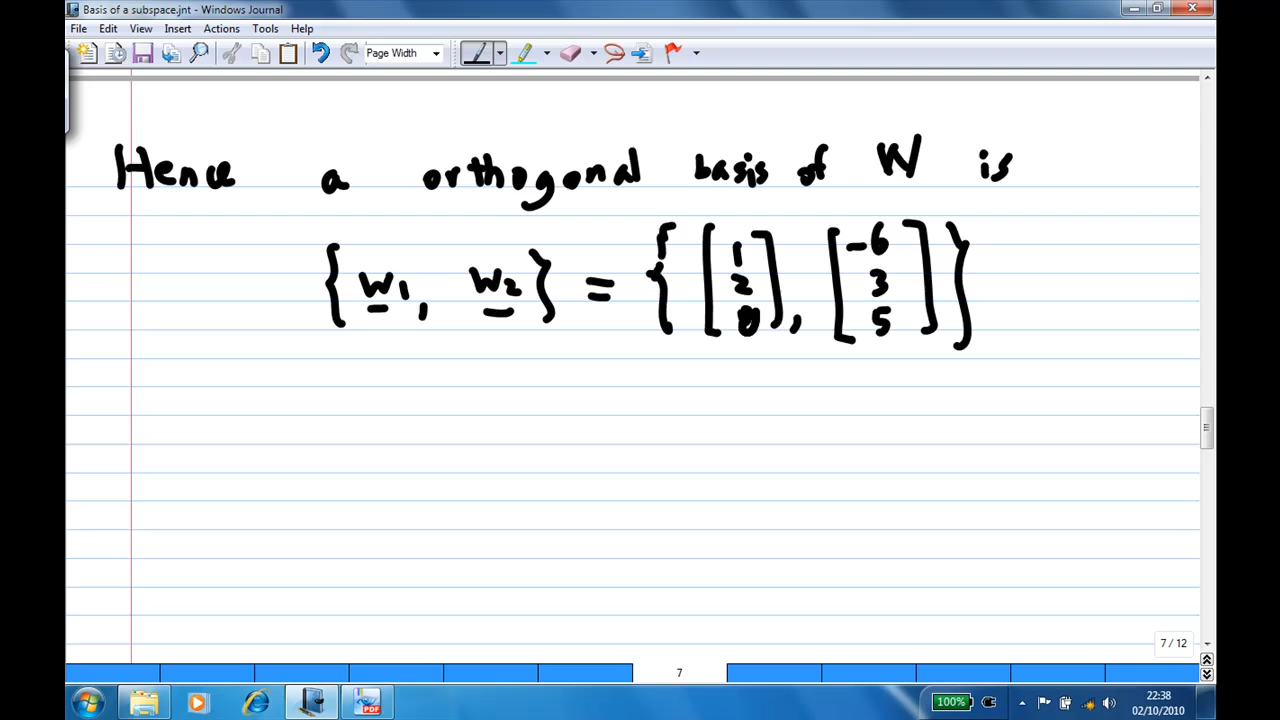 Basis of a subspace.jnt - Windows Journal
File Edit View Insert Actions Tools Help
Page Width
Hence a orthogonal basis of W is
{w1, w2} = {[1 2 0], [-6 3 5]}
7 / 12
7
PDF
100%
22:38
02/10/2010